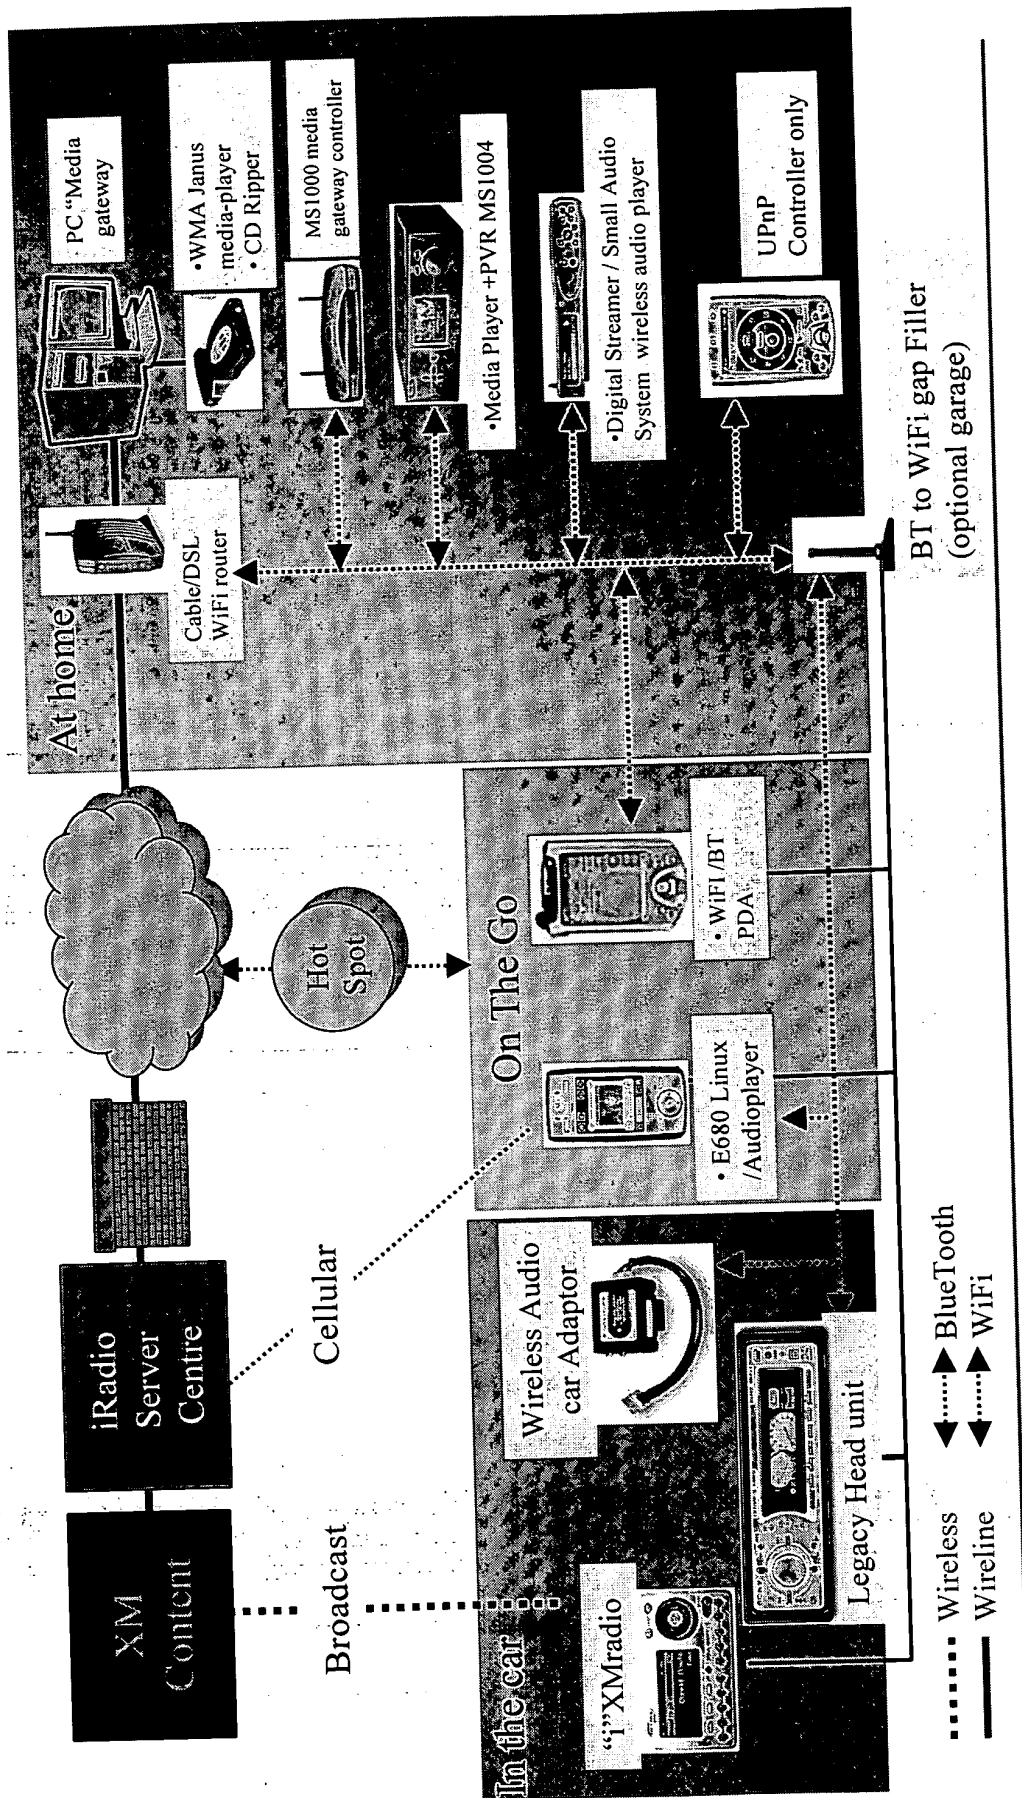 XM
Content
iRadio
Server
Centre
Broadcast
Cellular
Hot
Spot
At home
Cable/DSL
WiFi router
PC “Media
gateway
•WMA Janus
media-player
• CD Ripper
MS1000 media
gateway controller
•Media Player +PVR MS1004
•Digital Streamer / Small Audio
System wireless audio player
UPnP
Controller only
On The Go
• E680 Linux
/Audioplayer
• WiFI /BT
PDA
In the car
“i”XMradio
Wireless Audio
car Adaptor
Legacy Head unit
BT to WiFi gap Filler
(optional garage)
Wireless
Wireline
BlueTooth
WiFi